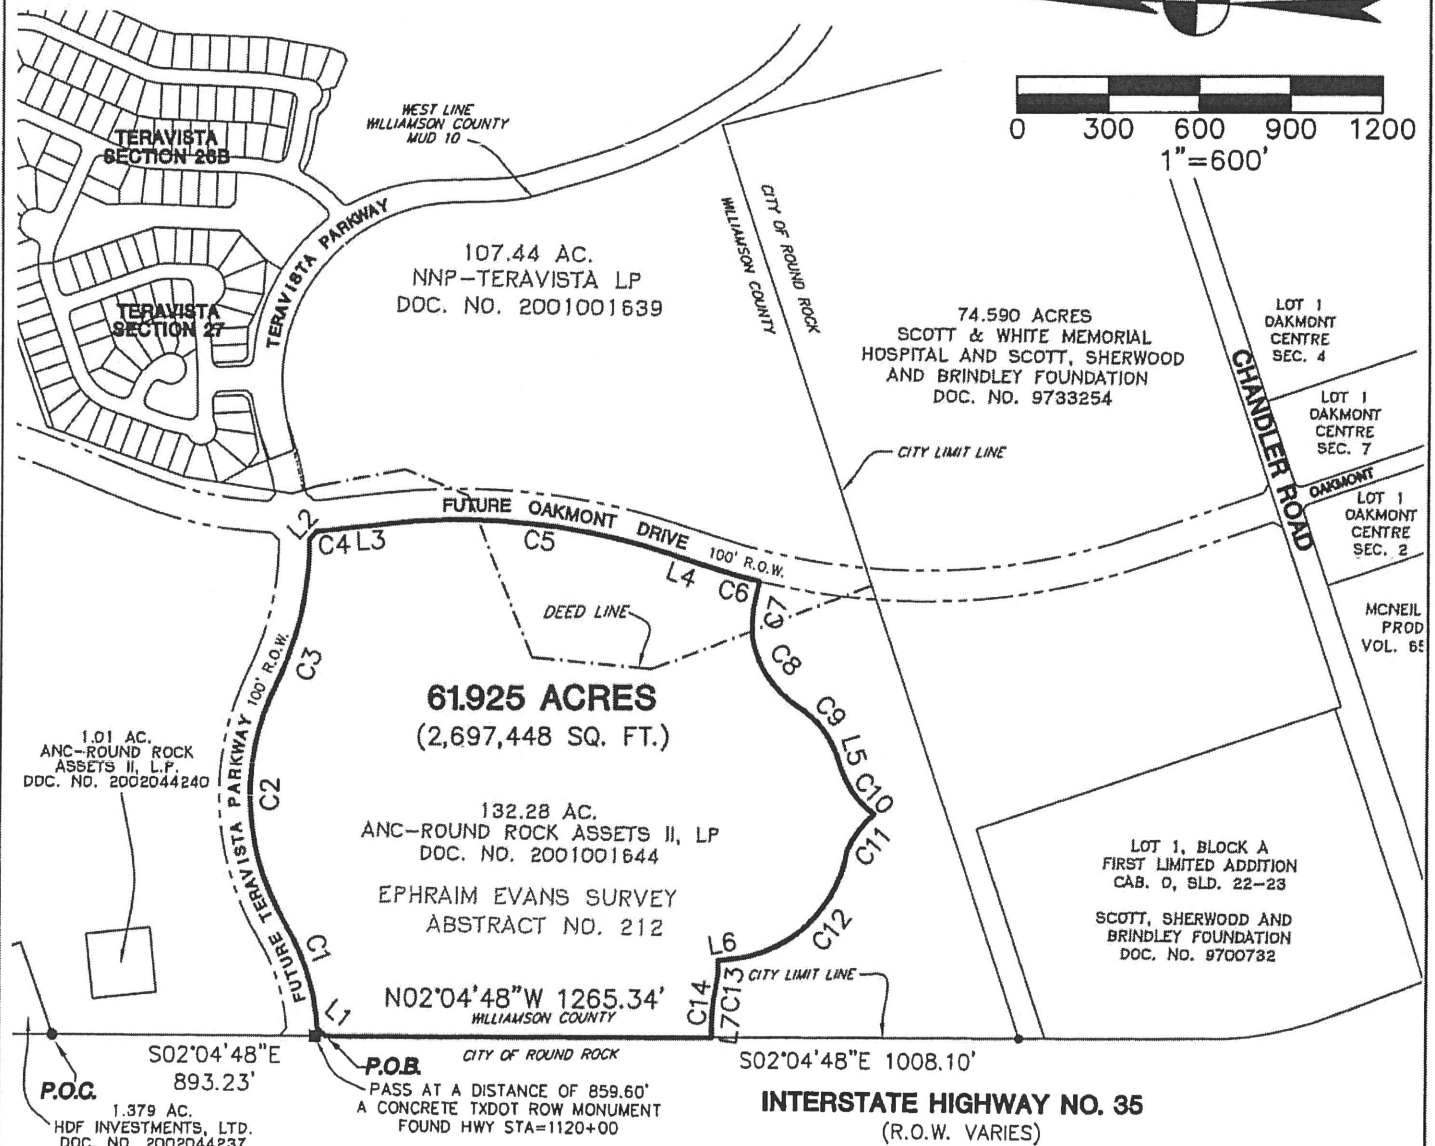 0 300 600 900 1200
1"=600'
WEST LINE
WILLIAMSON COUNTY
MUD 10
TERAVISTA
SECTION 26B
TERAVISTA PARKWAY
107.44 AC.
NNP-TERAVISTA LP
DOC. NO. 2001001639
CITY OF ROUND ROCK
WILLIAMSON COUNTY
TERAVISTA
SECTION 27
74.590 ACRES
SCOTT & WHITE MEMORIAL
HOSPITAL AND SCOTT, SHERWOOD
AND BRINDLEY FOUNDATION
DOC. NO. 9733254
LOT 1
OAKMONT
CENTRE
SEC. 4
CHANDLER ROAD
LOT 1
OAKMONT
CENTRE
SEC. 7
CITY LIMIT LINE
OAKMONT
LOT 1
OAKMONT
CENTRE
SEC. 2
FUTURE OAKMONT DRIVE 100' R.O.W.
L2
C4 L3
C5
L4
C6
C7
DEED LINE
C8
MCNEIL
PROD
VOL. 65
C3
61.925 ACRES
(2,697,448 SQ. FT.)
C9
L5
C10
C11
1.01 AC.
ANC-ROUND ROCK
ASSETS II, L.P.
DOC. NO. 2002044240
FUTURE TERAVISTA PARKWAY 100' R.O.W.
C2
132.28 AC.
ANC-ROUND ROCK ASSETS II, LP
DOC. NO. 2001001644
EPHRAIM EVANS SURVEY
ABSTRACT NO. 212
LOT 1, BLOCK A
FIRST LIMITED ADDITION
CAB. O, SLD. 22-23
SCOTT, SHERWOOD AND
BRINDLEY FOUNDATION
DOC. NO. 9700732
C12
C1
L6
C14
L7
C13
CITY LIMIT LINE
N02°04'48"W 1265.34'
WILLIAMSON COUNTY
L1
CITY OF ROUND ROCK
S02°04'48"E
893.23'
P.O.C.
P.O.B.
S02°04'48"E 1008.10'
PASS AT A DISTANCE OF 859.60'
A CONCRETE TXDOT ROW MONUMENT
FOUND HWY STA=1120+00
INTERSTATE HIGHWAY NO. 35
(R.O.W. VARIES)
1.379 AC.
HDF INVESTMENTS, LTD.
DOC. NO. 2002044237